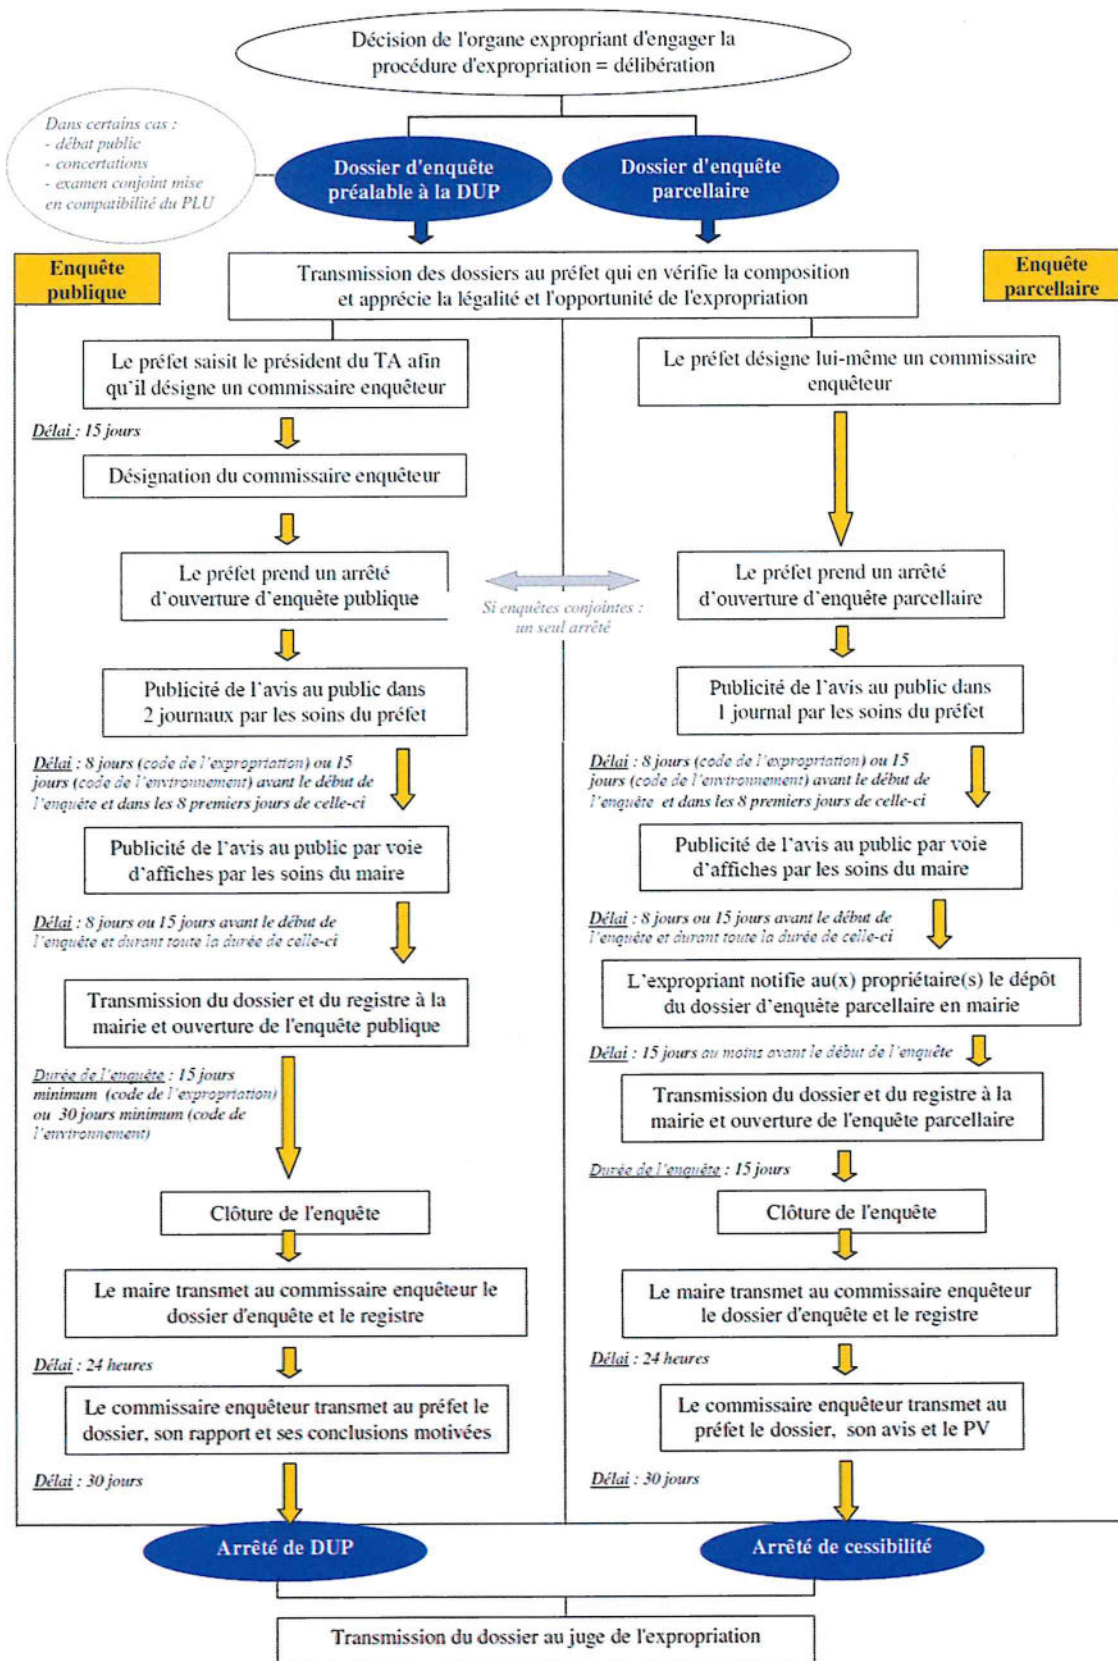 Décision de l'organe expropriant d'engager la
procédure d'expropriation = délibération
Dans certains cas :
- débat public
- concertations
- examen conjoint mise
en compatibilité du PLU
Dossier d'enquête
préalable à la DUP
Dossier d'enquête
parcellaire
Enquête
publique
Transmission des dossiers au préfet qui en vérifie la composition
et apprécie la légalité et l'opportunité de l'expropriation
Enquête
parcellaire
Le préfet saisit le président du TA afin
qu'il désigne un commissaire enquêteur
Délai : 15 jours
Désignation du commissaire enquêteur
Le préfet prend un arrêté
d'ouverture d'enquête publique
Si enquêtes conjointes :
un seul arrêté
Publicité de l'avis au public dans
2 journaux par les soins du préfet
Délai : 8 jours (code de l'expropriation) ou 15
jours (code de l'environnement) avant le début de
l'enquête et dans les 8 premiers jours de celle-ci
Publicité de l'avis au public par voie
d'affiches par les soins du maire
Délai : 8 jours ou 15 jours avant le début de
l'enquête et durant toute la durée de celle-ci
Transmission du dossier et du registre à la
mairie et ouverture de l'enquête publique
Durée de l'enquête : 15 jours
minimum (code de l'expropriation)
ou 30 jours minimum (code de
l'environnement)
Clôture de l'enquête
Le maire transmet au commissaire enquêteur le
dossier d'enquête et le registre
Délai : 24 heures
Le commissaire enquêteur transmet au préfet le
dossier, son rapport et ses conclusions motivées
Délai : 30 jours
Arrêté de DUP
Le préfet désigne lui-même un commissaire
enquêteur
Le préfet prend un arrêté
d'ouverture d'enquête parcellaire
Publicité de l'avis au public dans
1 journal par les soins du préfet
Délai : 8 jours (code de l'expropriation) ou 15
jours (code de l'environnement) avant le début de
l'enquête et dans les 8 premiers jours de celle-ci
Publicité de l'avis au public par voie
d'affiches par les soins du maire
Délai : 8 jours ou 15 jours avant le début de
l'enquête et durant toute la durée de celle-ci
L'expropriant notifie au(x) propriétaire(s) le dépôt
du dossier d'enquête parcellaire en mairie
Délai : 15 jours au moins avant le début de l'enquête
Transmission du dossier et du registre à la
mairie et ouverture de l'enquête parcellaire
Durée de l'enquête : 15 jours
Clôture de l'enquête
Le maire transmet au commissaire enquêteur
le dossier d'enquête et le registre
Délai : 24 heures
Le commissaire enquêteur transmet au
préfet le dossier, son avis et le PV
Délai : 30 jours
Arrêté de cessibilité
Transmission du dossier au juge de l'expropriation